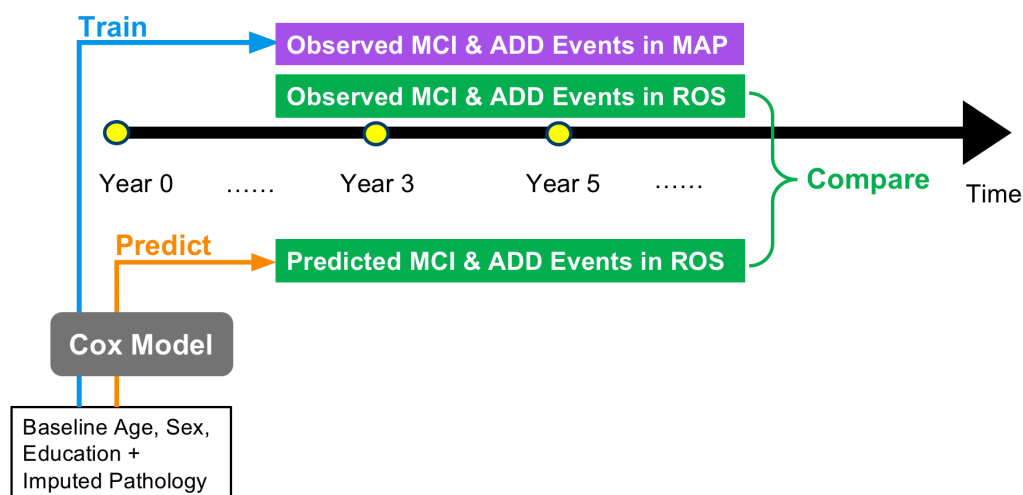 Train
Observed MCI & ADD Events in MAP
Observed MCI & ADD Events in ROS
Year 0
......
Year 3
Year 5
......
Compare
Time
Predict
Predicted MCI & ADD Events in ROS
Cox Model
Baseline Age, Sex,
Education +
Imputed Pathology